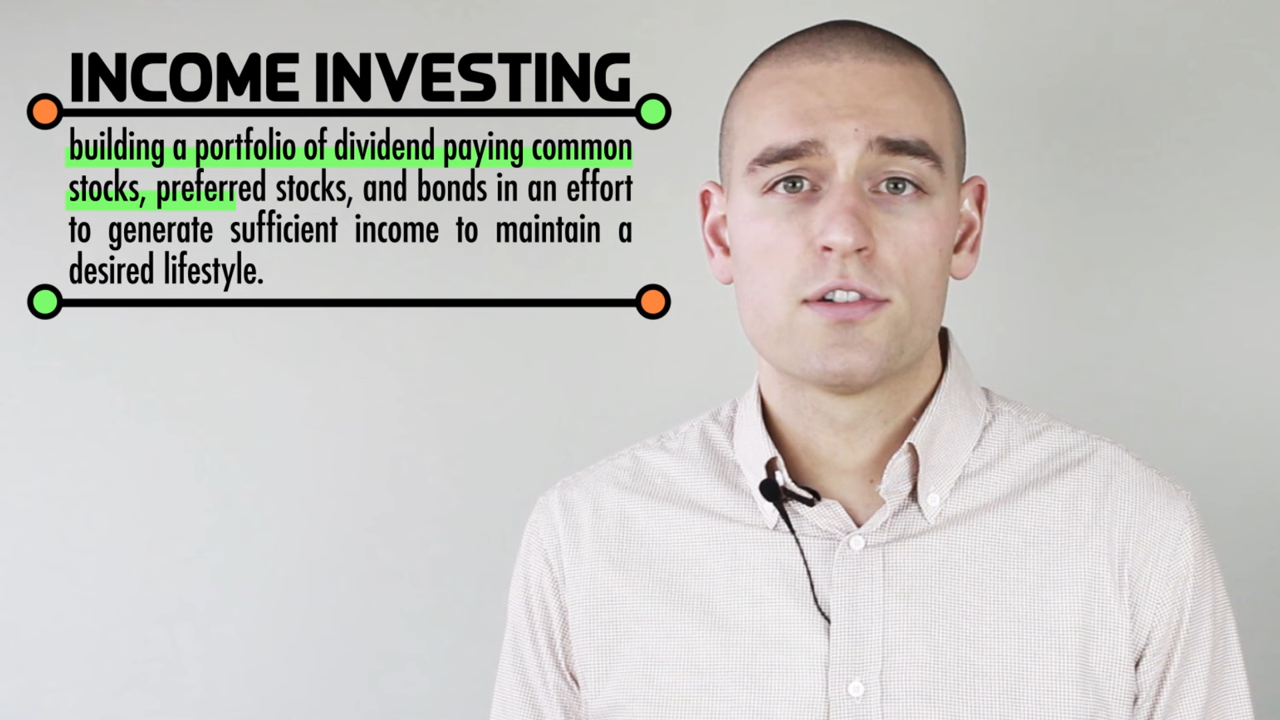 INCOME INVESTING
building a portfolio of dividend paying common
stocks, preferred stocks, and bonds in an effort
to generate sufficient income to maintain a
desired lifestyle.